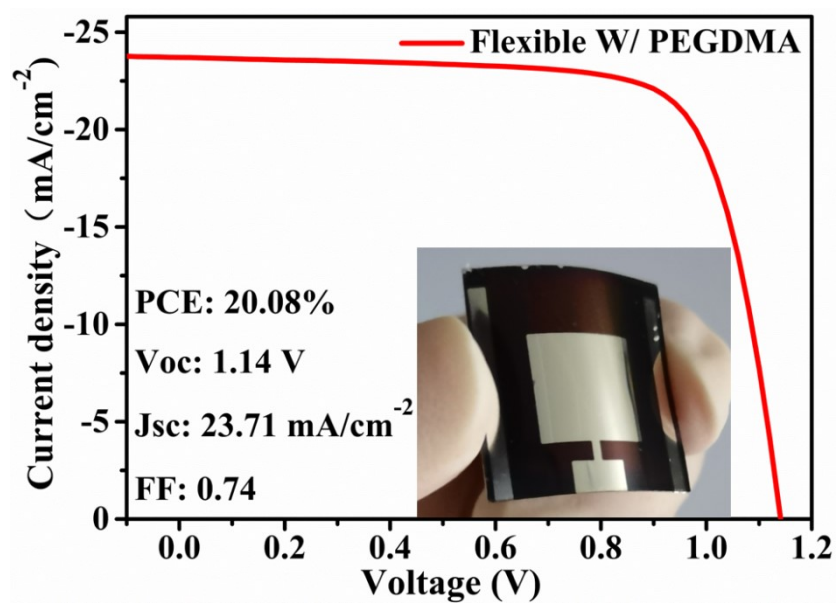 Flexible W/ PEGDMA
Current density（mA/cm⁻²
-25
-20
-15
-10
-5
0
PCE: 20.08%
Voc: 1.14 V
Jsc: 23.71 mA/cm⁻²
FF: 0.74
0.0 0.2 0.4 0.6 0.8 1.0 1.2
Voltage (V)